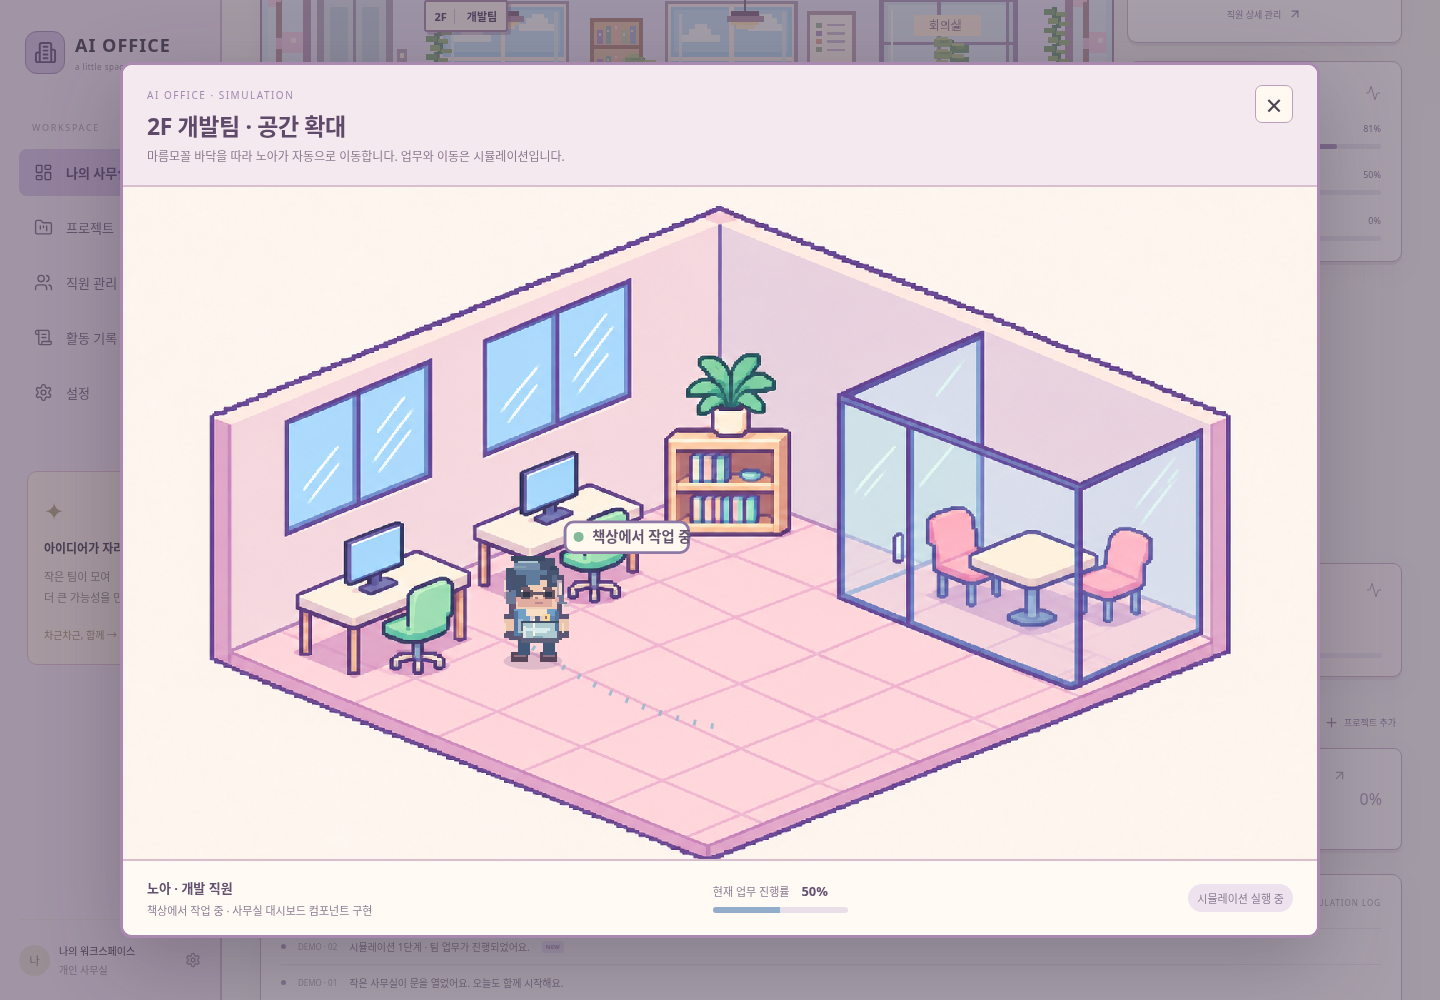 2F 개발팀
회의실
직원 상세 관리
AI OFFICE
a little spac
WORKSPACE
나의 사무실
프로젝트
직원 관리
활동 기록
설정
아이디어가 자라
작은 팀이 모여
더 큰 가능성을 만
차근차근, 함께 →
나
나의 워크스페이스
개인 사무실
AI OFFICE · SIMULATION
2F 개발팀 · 공간 확대
마름모꼴 바닥을 따라 노아가 자동으로 이동합니다. 업무와 이동은 시뮬레이션입니다.
책상에서 작업 중
노아 · 개발 직원
책상에서 작업 중 · 사무실 대시보드 컴포넌트 구현
현재 업무 진행률 50%
시뮬레이션 실행 중
81%
50%
0%
프로젝트 추가
0%
ULATION LOG
DEMO · 02 시뮬레이션 1단계 · 팀 업무가 진행되었어요. NEW
DEMO · 01 작은 사무실이 문을 열었어요. 오늘도 함께 시작해요.